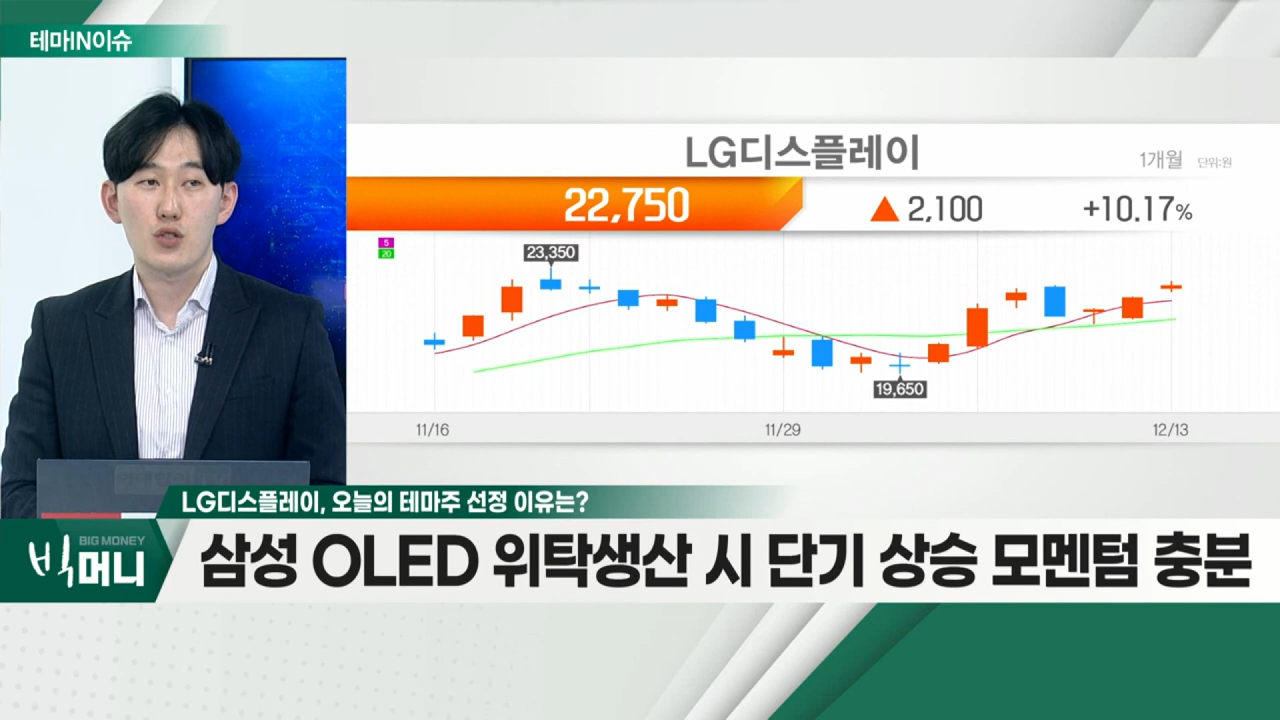 테마IN이슈
LG디스플레이
1개월 단위:원
22,750 ▲ 2,100 +10.17%
5
20
23,350
19,650
11/16 11/29 12/13
LG디스플레이, 오늘의 테마주 선정 이유는?
BIG MONEY
빅머니
삼성 OLED 위탁생산 시 단기 상승 모멘텀 충분